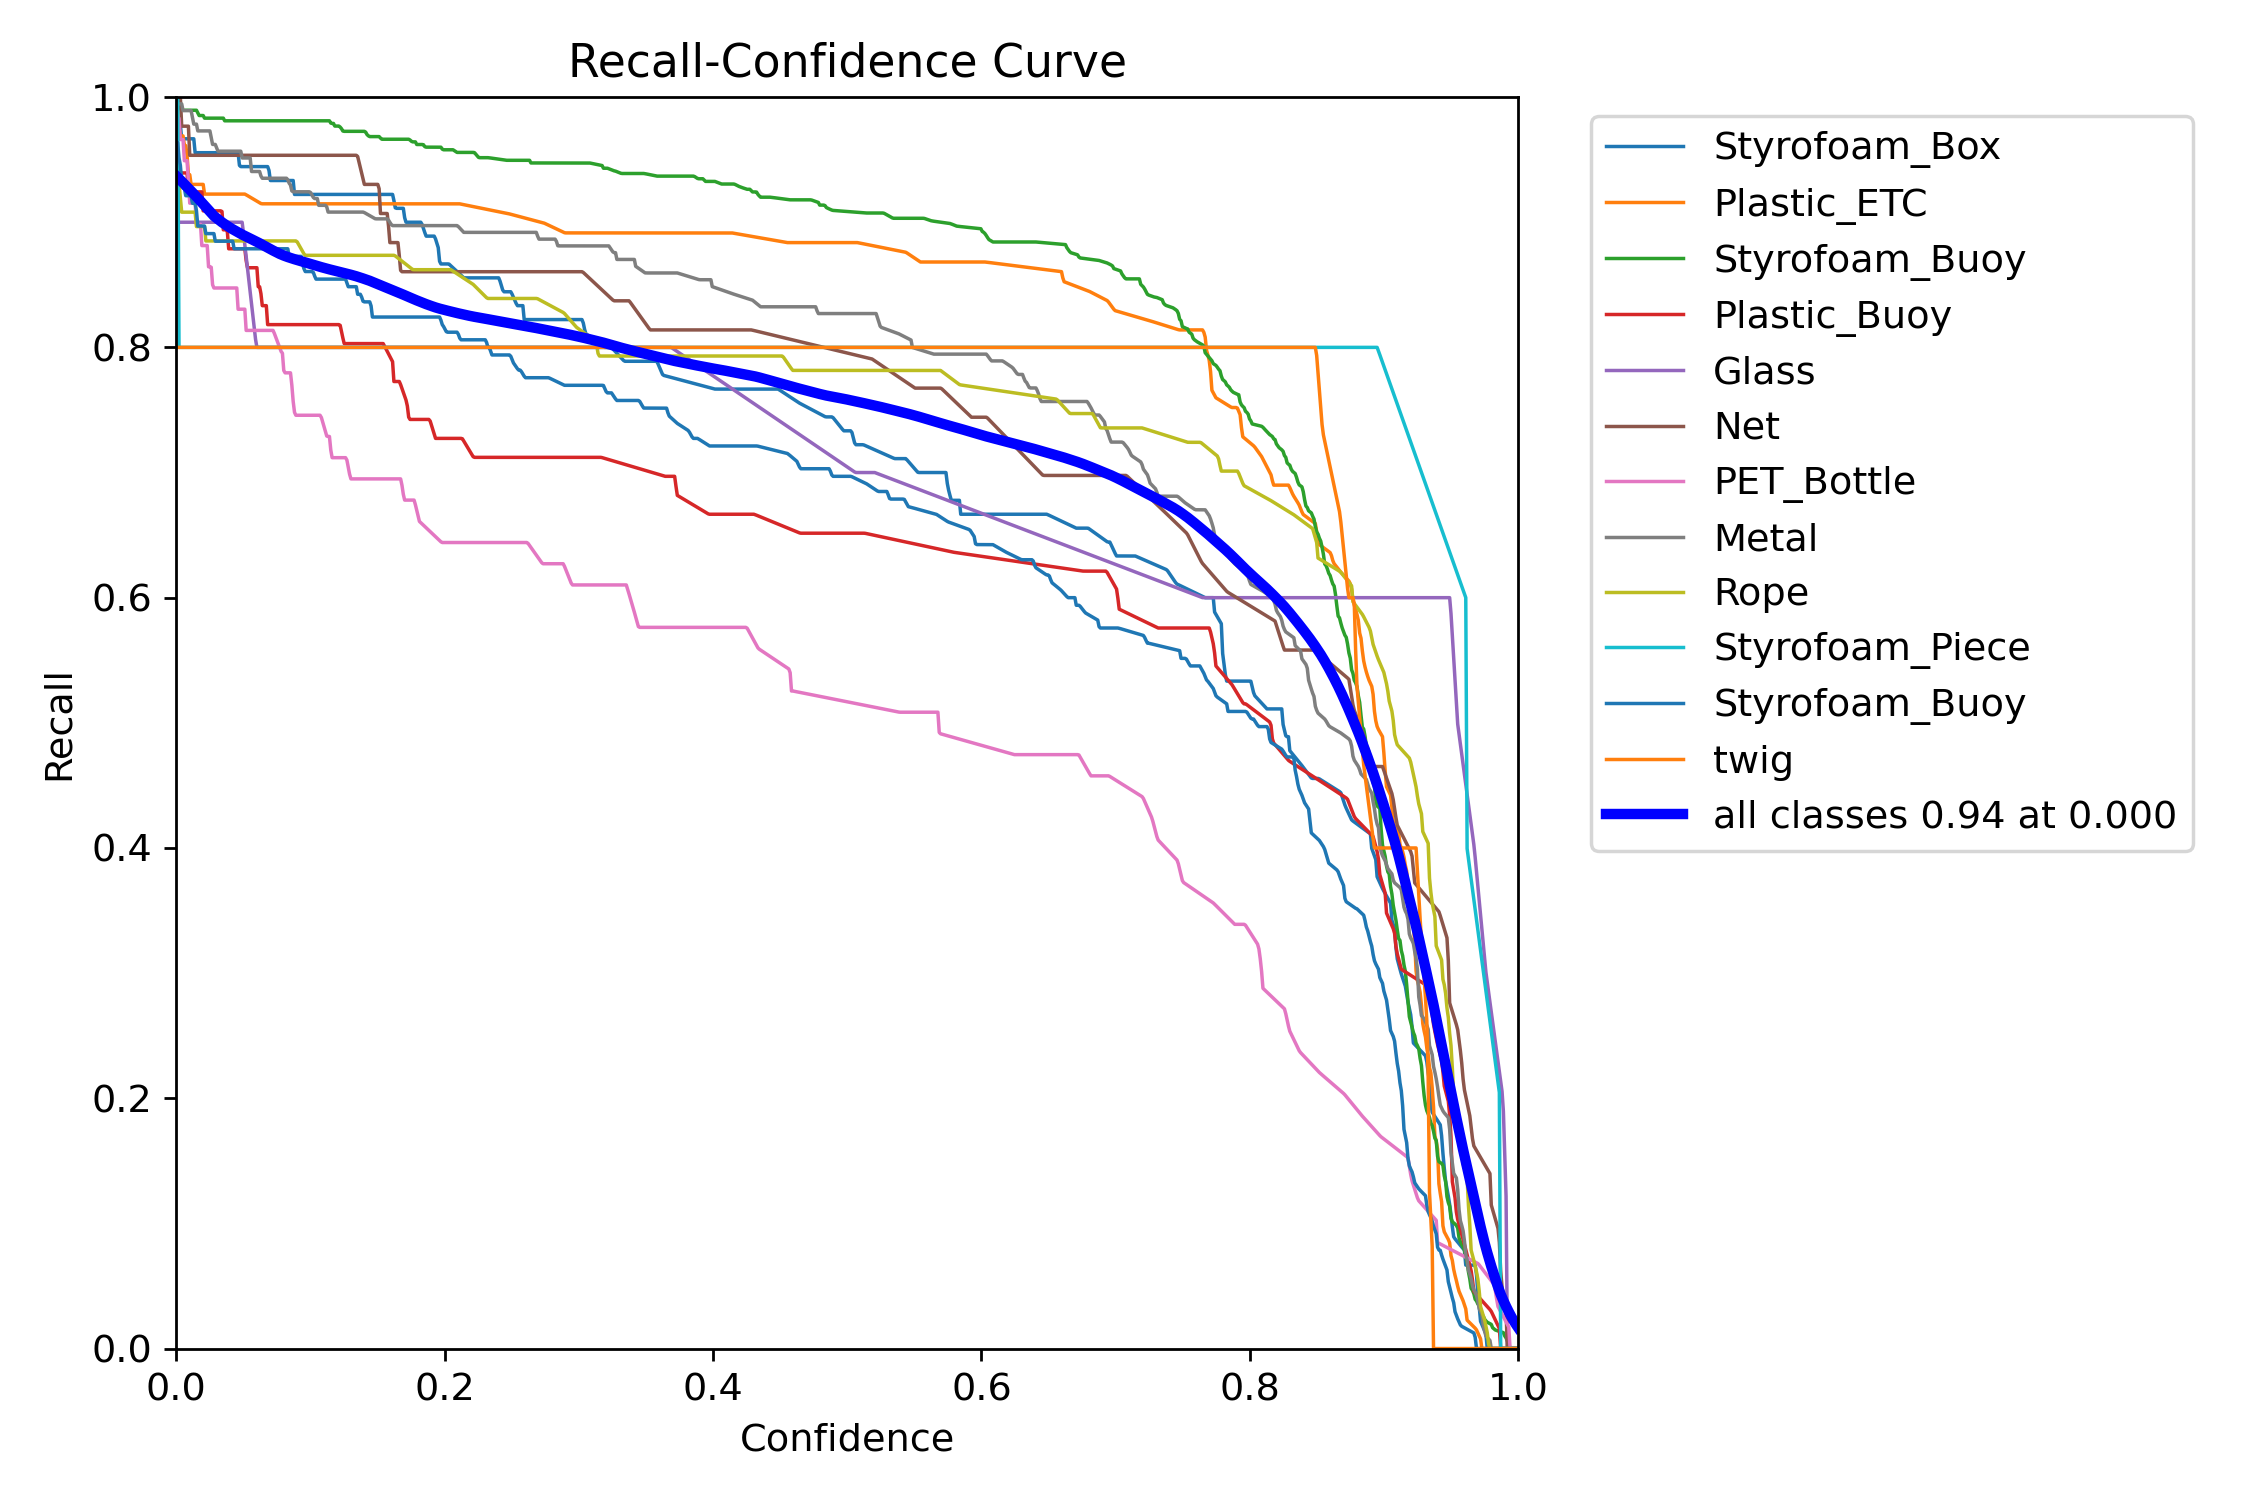 Recall-Confidence Curve
1.0
0.8
0.6
0.4
0.2
0.0
Recall
0.0 0.2 0.4 0.6 0.8 1.0
Confidence
Styrofoam_Box
Plastic_ETC
Styrofoam_Buoy
Plastic_Buoy
Glass
Net
PET_Bottle
Metal
Rope
Styrofoam_Piece
Styrofoam_Buoy
twig
all classes 0.94 at 0.000